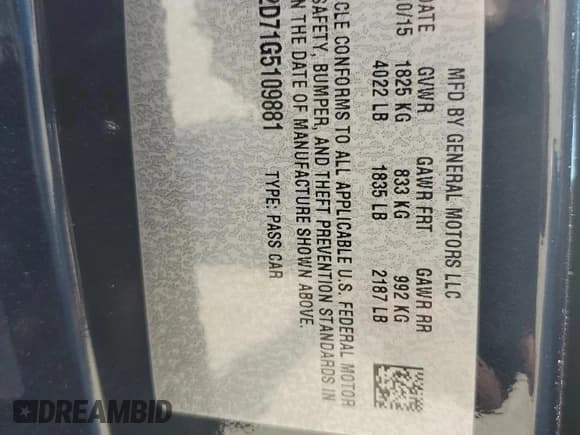 MFD BY GENERAL MOTORS LLC
DATE GVWR GAWR FRT GAWR RR
0/15 1825 KG 833 KG 992 KG
4022 LB 1835 LB 2187 LB
CLE CONFORMS TO ALL APPLICABLE U.S. FEDERAL MOTOR
SAFETY, BUMPER, AND THEFT PREVENTION STANDARDS IN
N THE DATE OF MANUFACTURE SHOWN ABOVE.
2D71G5109881 TYPE: PASS CAR
DREAMBID